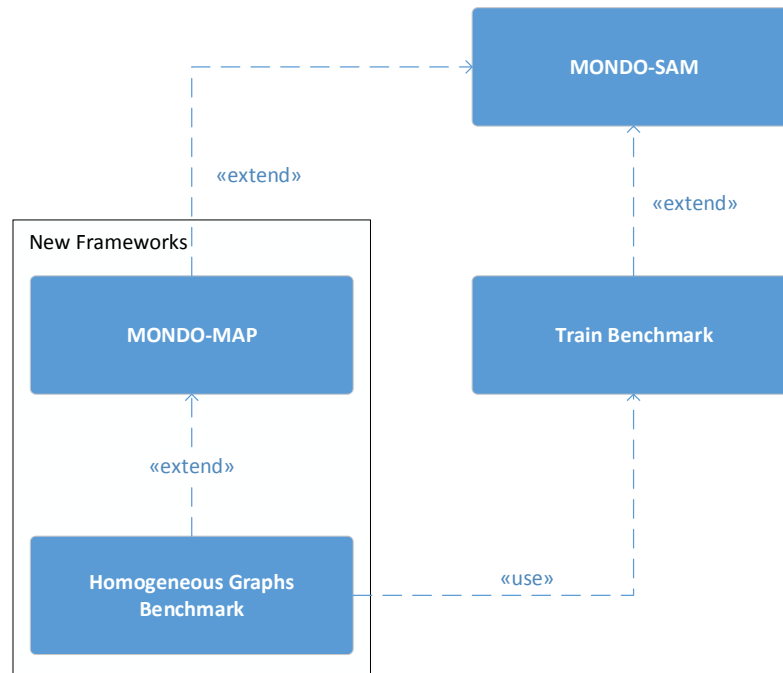 MONDO-SAM
«extend»
«extend»
New Frameworks
MONDO-MAP
Train Benchmark
«extend»
Homogeneous Graphs
Benchmark
«use»